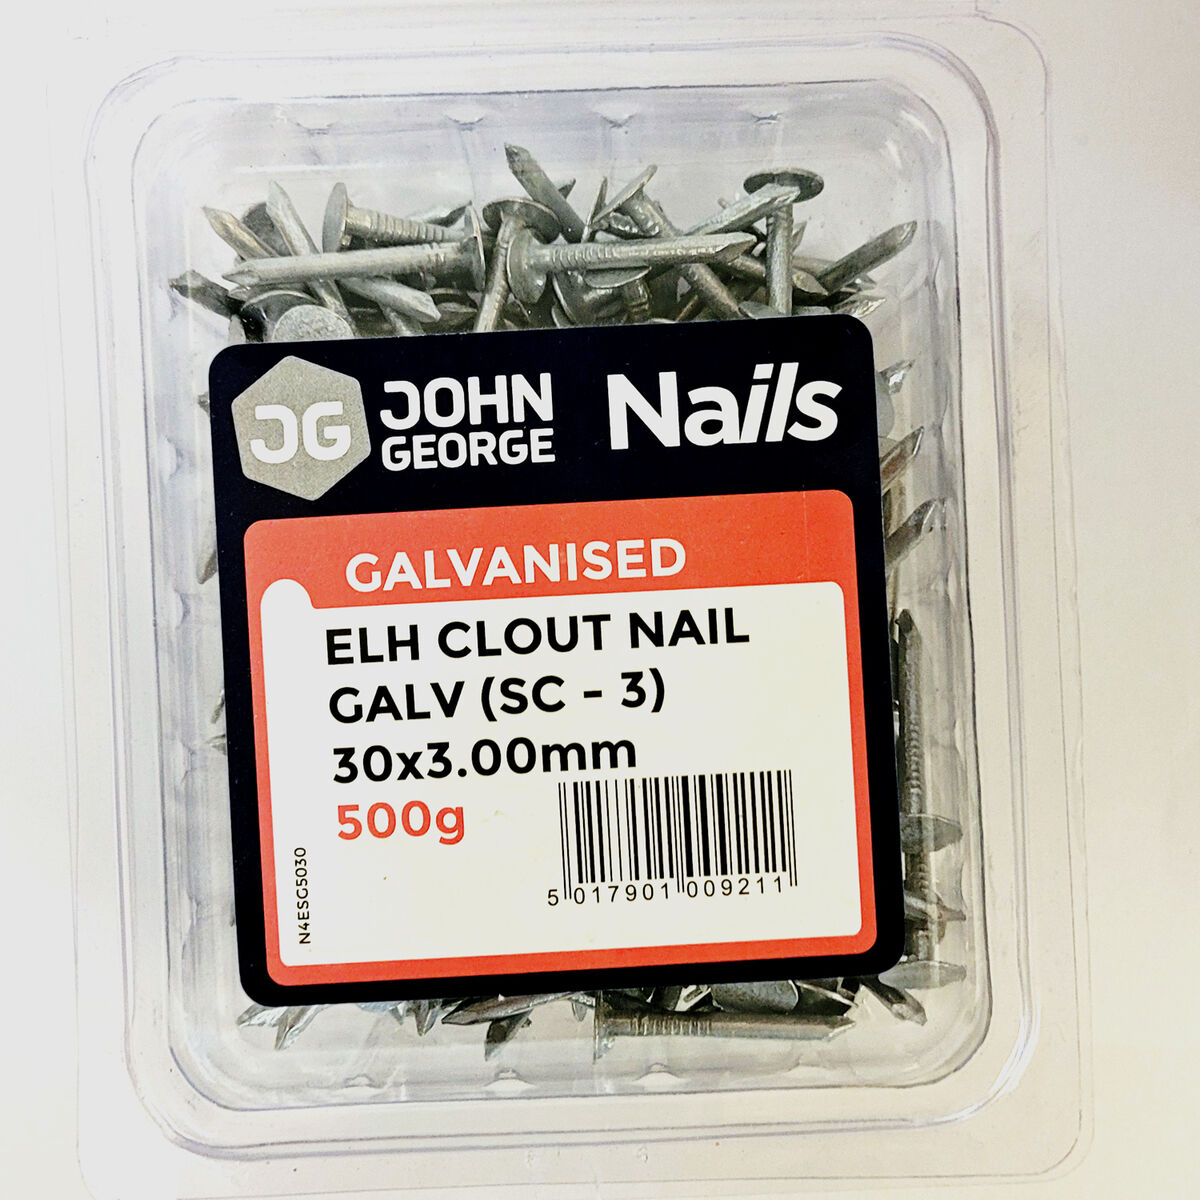 JG
JOHN
GEORGE
Nails
GALVANISED
ELH CLOUT NAIL
GALV (SC - 3)
30x3.00mm
500g
N4ESG5030
5 017901 009211